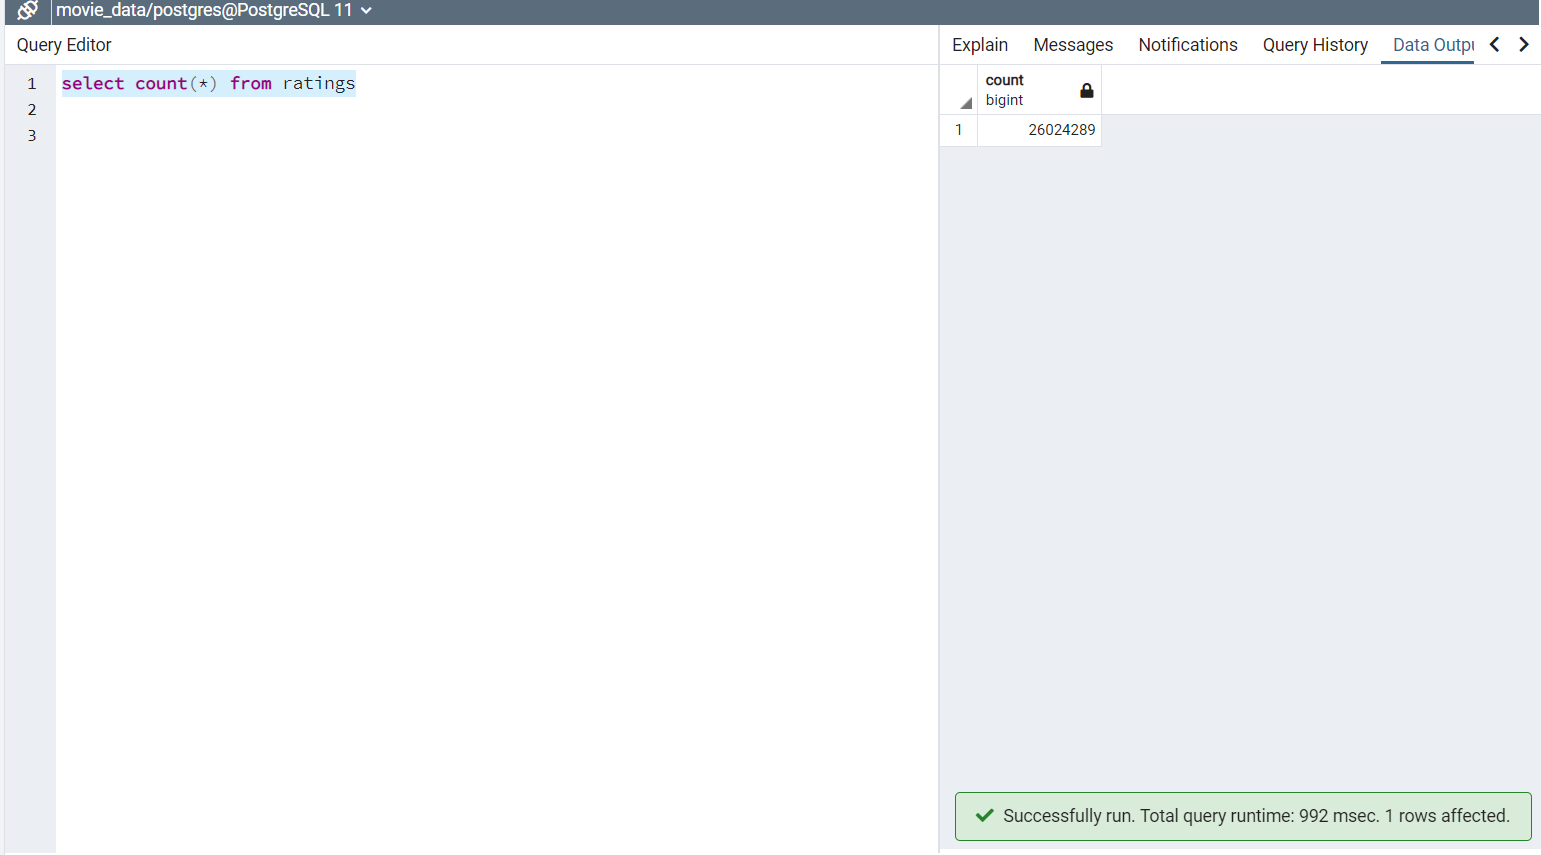 movie_data/postgres@PostgreSQL 11
Query Editor
1 select count(*) from ratings
2
3
Explain Messages Notifications Query History Data Outpu
count
bigint
1 26024289
Successfully run. Total query runtime: 992 msec. 1 rows affected.